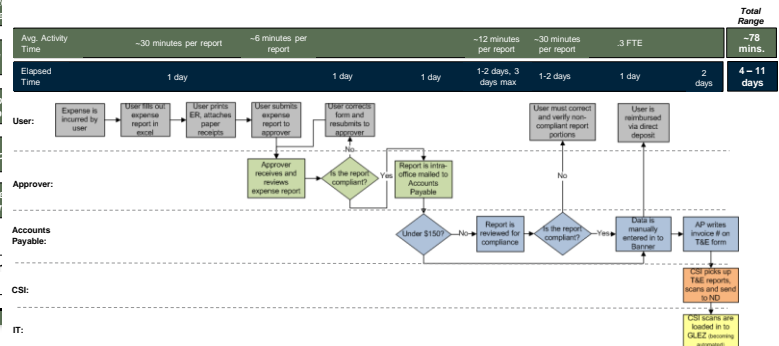 Total
Range
Avg. Activity
Time
~30 minutes per report
~6 minutes per
report
~12 minutes
per report
~30 minutes
per report
.3 FTE
~78
mins.
Elapsed
Time
1 day
1 day
1 day
1-2 days, 3
days max
1-2 days
1 day
2
days
4 – 11
days
User:
Expense is
incurred by
user
User fills out
expense
report in
excel
User prints
ER, attaches
paper
receipts
User submits
expense
report to
approver
User corrects
form and
resubmits to
approver
User must correct
and verify non-
compliant report
portions
User is
reimbursed
via direct
deposit
No
Approver:
Approver
receives and
reviews
expense report
Is the report
compliant?
Yes
Report is intra-
office mailed to
Accounts
Payable
No
Accounts
Payable:
Under $150?
No
Report is
reviewed for
compliance
Is the report
compliant?
Yes
Data is
manually
entered in to
Banner
AP writes
invoice # on
T&E form
CSI:
CSI picks up
T&E reports,
scans and send
to ND
IT:
CSI scans are
loaded in to
GLEZ (becoming
automated)